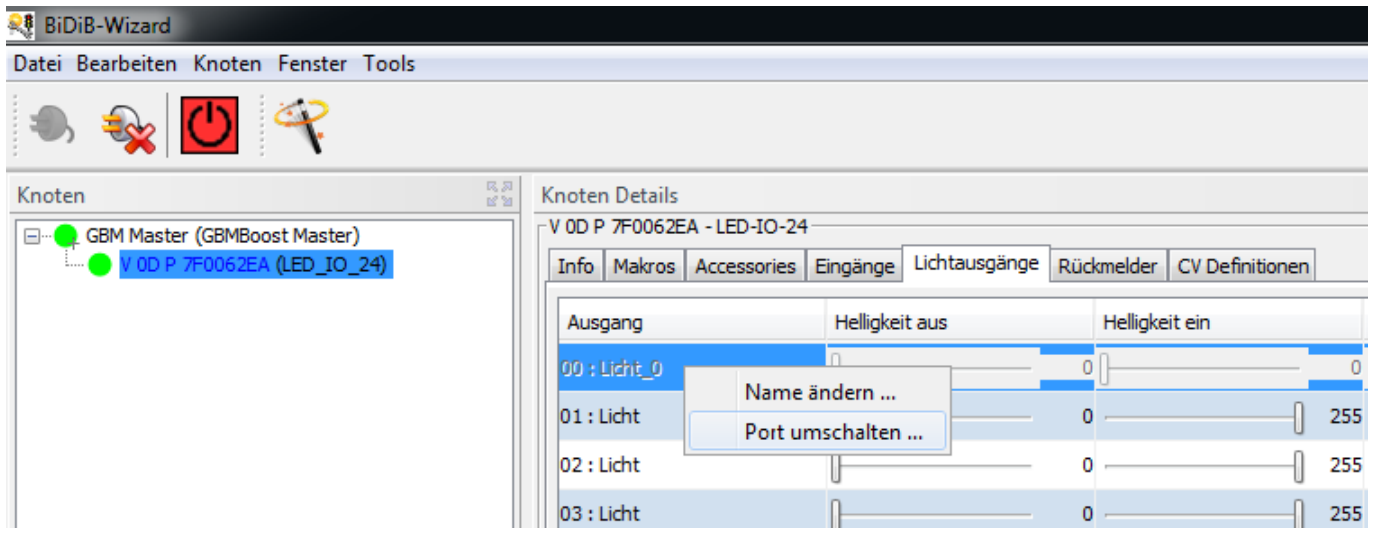 BiDiB-Wizard
Datei Bearbeiten Knoten Fenster Tools
Knoten
GBM Master (GBMBoost Master)
V 0D P 7F0062EA (LED_IO_24)
Knoten Details
V 0D P 7F0062EA - LED-IO-24
Info Makros Accessories Eingänge Lichtausgänge Rückmelder CV Definitionen
Ausgang Helligkeit aus Helligkeit ein
00 : Licht_0 0 0
Name ändern ...
01 : Licht 0 255
Port umschalten ...
02 : Licht 0 255
03 : Licht 0 255